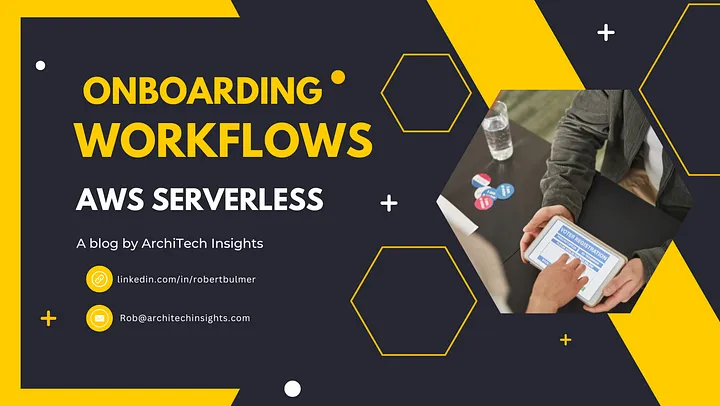 ONBOARDING
WORKFLOWS
AWS SERVERLESS
A blog by ArchiTech Insights
linkedin.com/in/robertbulmer
Rob@architechinsights.com
VOTER REGISTRATION